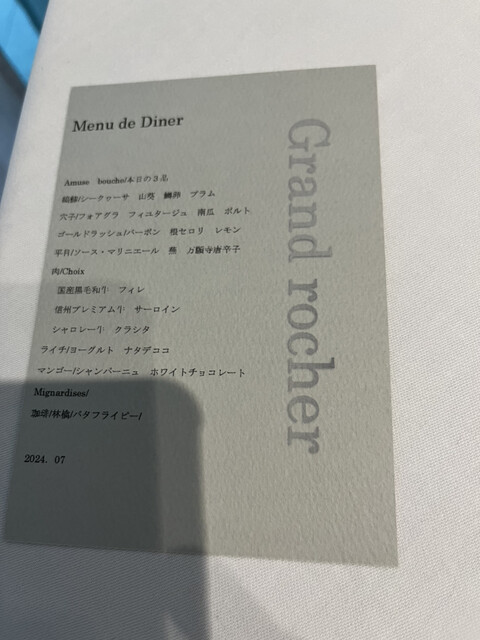 Menu de Diner
Amuse bouche/本日の3品
シークヮーサ 山葵 プラム
穴子/フォアグラ フィユタージュ 南瓜 ポルト
ゴールドラッシュ/バーボン 根セロリ レモン
平貝/ソース・マリニエール 万願寺唐辛子
肉/Choix
国産黒毛和牛 フィレ
信州プレミアム牛 サーロイン
シャロレー牛 クラシタ
ライチ/ヨーグルト ナタデココ
マンゴー/シャンパーニュ ホワイトチョコレート
Mignardises/
珈琲/林檎/バタフライピー/
2024. 07
Grand rocher